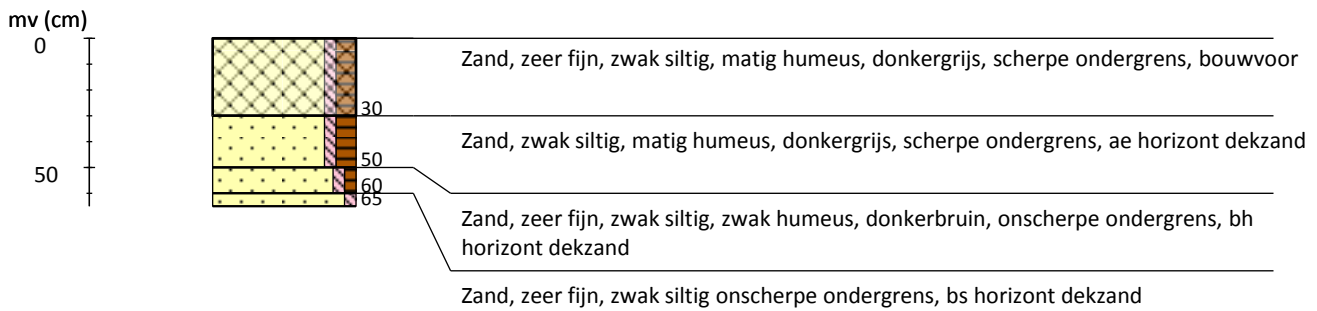 mv (cm)
0
Zand, zeer fijn, zwak siltig, matig humeus, donkergrijs, scherpe ondergrens, bouwvoor
30
Zand, zwak siltig, matig humeus, donkergrijs, scherpe ondergrens, ae horizont dekzand
50
50
60
65
Zand, zeer fijn, zwak siltig, zwak humeus, donkerbruin, onscherpe ondergrens, bh
horizont dekzand
Zand, zeer fijn, zwak siltig onscherpe ondergrens, bs horizont dekzand